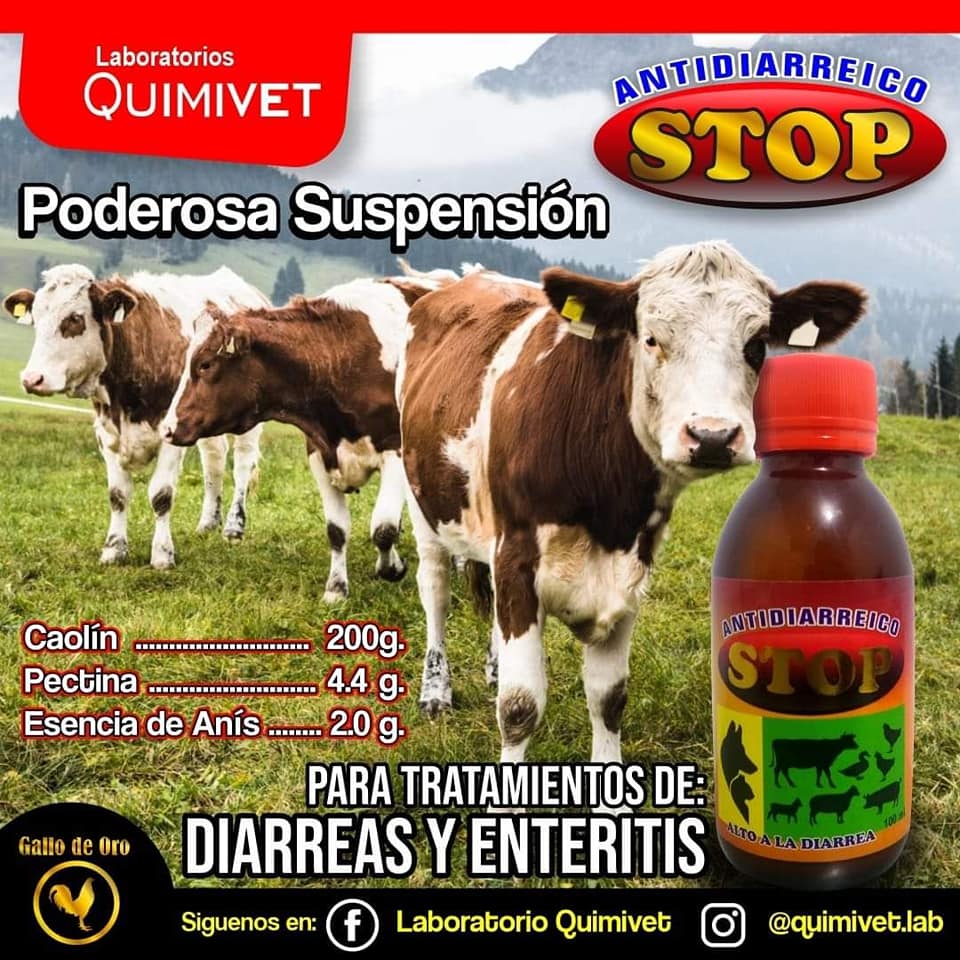 Laboratorios
QUIMIVET
ANTIDIARREICO
STOP
Poderosa Suspensión
Caolín ........................... 200g.
Pectina ......................... 4.4 g.
Esencia de Anís ........ 2.0 g.
ANTIDIARREICO
STOP
100 ml
ALTO A LA DIARREA
PARA TRATAMIENTOS DE:
DIARREAS Y ENTERITIS
Gallo de Oro
Siguenos en: f Laboratorio Quimivet @quimivet.lab